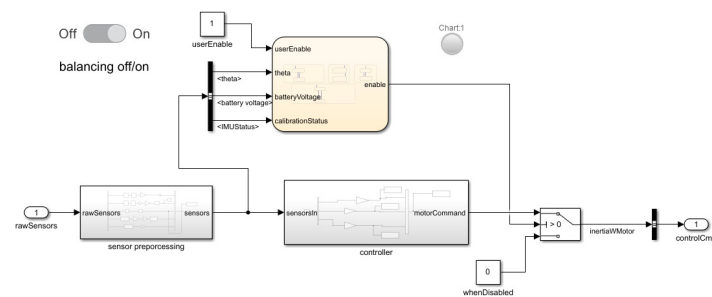 Off On
balancing off/on
1
userEnable
Chart:1
userEnable
theta
batteryVoltage
calibrationStatus
enable
<theta>
<battery voltage>
<IMUStatus>
1
rawSensors
rawSensors
sensors
sensor preporcessing
sensorsIn
motorCommand
controller
> 0
inertiaWMotor
1
controlCm
0
whenDisabled